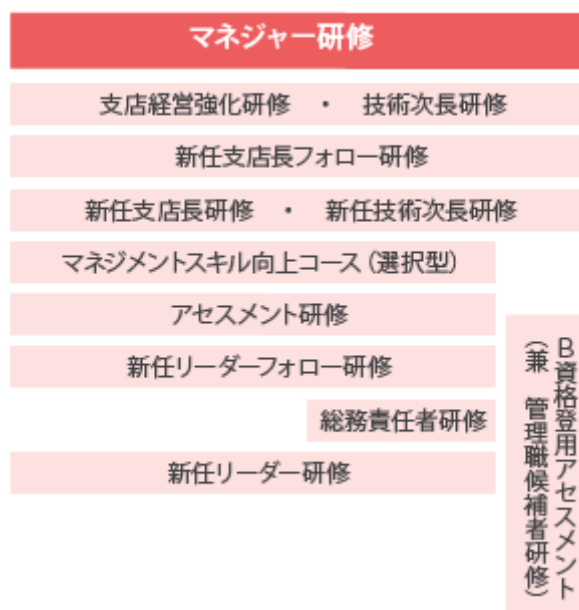 マネジャー研修
支店経営強化研修 ・ 技術次長研修
新任支店長フォロー研修
新任支店長研修 ・ 新任技術次長研修
マネジメントスキル向上コース（選択型）
アセスメント研修
新任リーダーフォロー研修
総務責任者研修
新任リーダー研修
B資格登用アセスメント
（兼 管理職候補者研修）